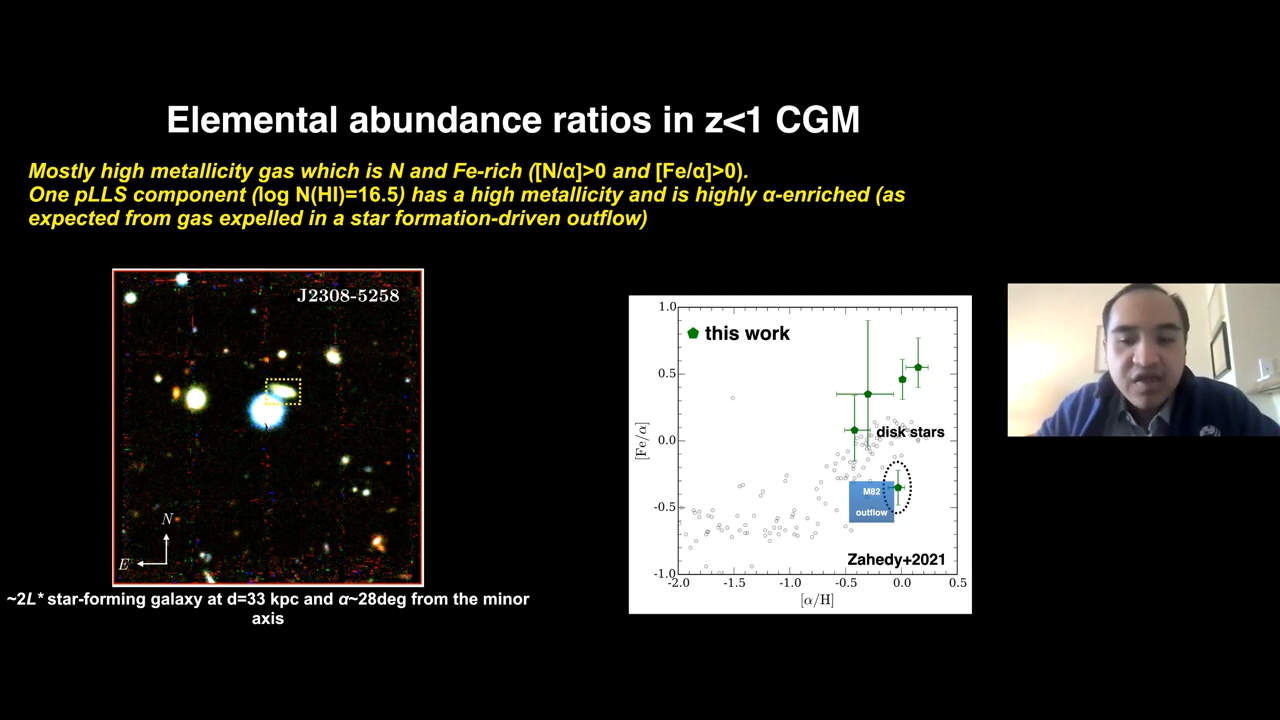 Elemental abundance ratios in z<1 CGM
Mostly high metallicity gas which is N and Fe-rich ([N/α]>0 and [Fe/α]>0).
One pLLS component (log N(HI)=16.5) has a high metallicity and is highly α-enriched (as
expected from gas expelled in a star formation-driven outflow)
J2308-5258
N
E
~2L* star-forming galaxy at d=33 kpc and α~28deg from the minor
axis
1.0
this work
0.5
[Fe/α]
0.0
disk stars
-0.5
M82
outflow
Zahedy+2021
-1.0
-2.0 -1.5 -1.0 -0.5 0.0 0.5
[α/H]